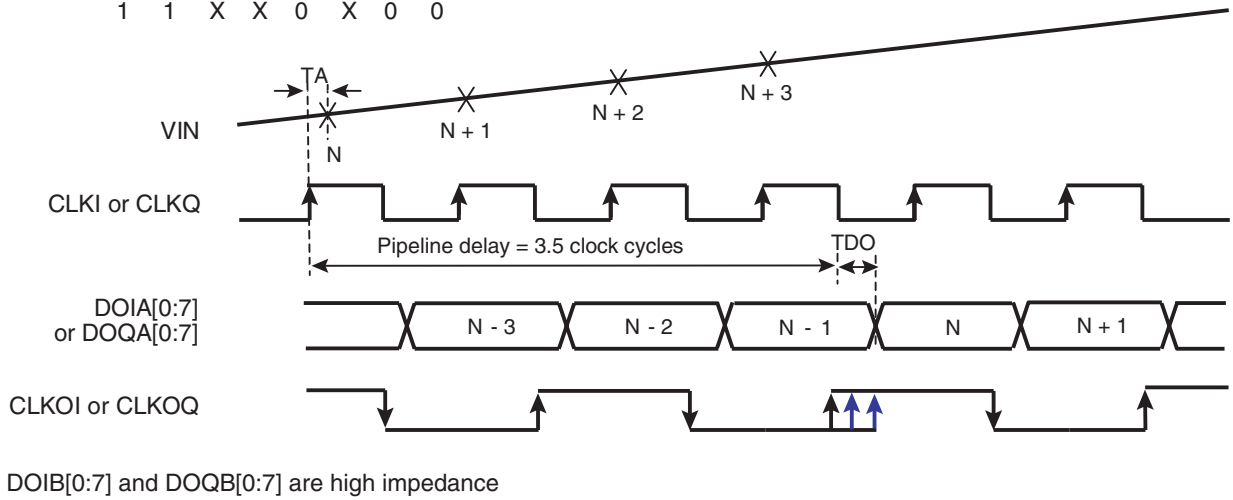 1 1 X X 0 X 0 0
TA
VIN
N
N + 1
N + 2
N + 3
CLKI or CLKQ
Pipeline delay = 3.5 clock cycles
TDO
DOIA[0:7]
or DOQA[0:7]
N - 3
N - 2
N - 1
N
N + 1
CLKOI or CLKOQ
DOIB[0:7] and DOQB[0:7] are high impedance